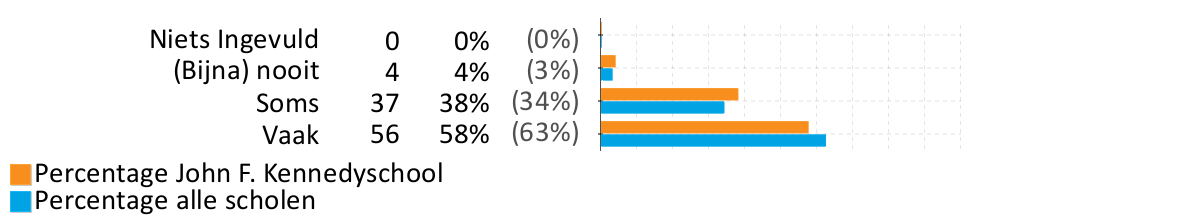 Niets Ingevuld 0 0% (0%)
(Bijna) nooit 4 4% (3%)
Soms 37 38% (34%)
Vaak 56 58% (63%)
Percentage John F. Kennedyschool
Percentage alle scholen